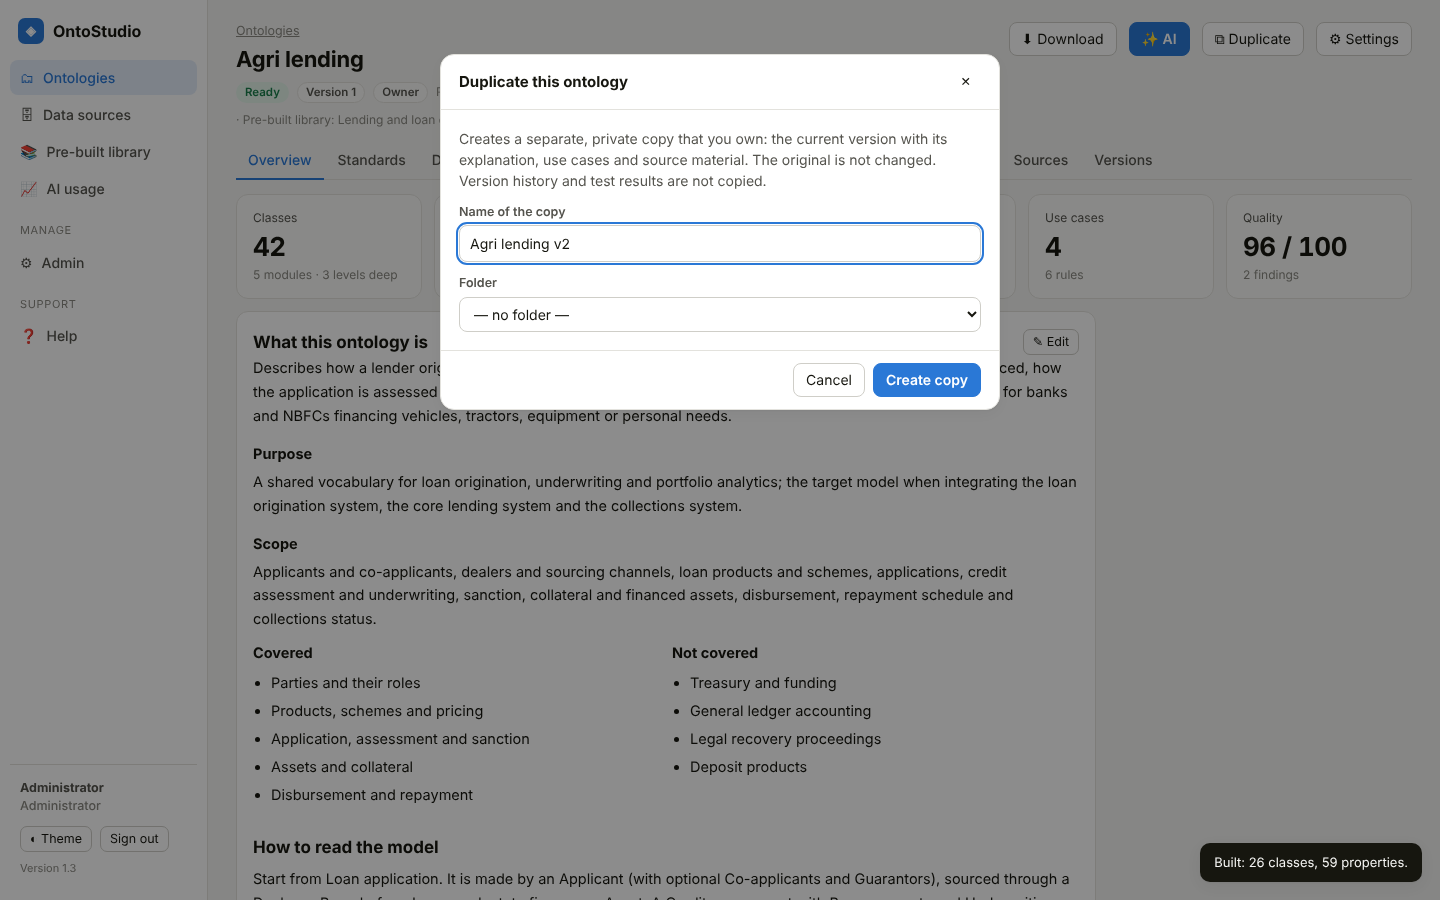 OntoStudio
Ontologies
Data sources
Pre-built library
AI usage
MANAGE
Admin
SUPPORT
Help
Administrator
Administrator
Theme
Sign out
Version 1.3
Ontologies
Agri lending
Ready
Version 1
Owner
· Pre-built library: Lending and loan
Download
AI
Duplicate
Settings
Overview
Standards
Sources
Versions
Classes
42
5 modules · 3 levels deep
Use cases
4
6 rules
Quality
96 / 100
2 findings
Duplicate this ontology
×
Creates a separate, private copy that you own: the current version with its
explanation, use cases and source material. The original is not changed.
Version history and test results are not copied.
Name of the copy
Agri lending v2
Folder
— no folder —
Cancel
Create copy
What this ontology is
Edit
Describes how a lender how
the application is assessed for banks
and NBFCs financing vehicles, tractors, equipment or personal needs.
Purpose
A shared vocabulary for loan origination, underwriting and portfolio analytics; the target model when integrating the loan
origination system, the core lending system and the collections system.
Scope
Applicants and co-applicants, dealers and sourcing channels, loan products and schemes, applications, credit
assessment and underwriting, sanction, collateral and financed assets, disbursement, repayment schedule and
collections status.
Covered
• Parties and their roles
• Products, schemes and pricing
• Application, assessment and sanction
• Assets and collateral
• Disbursement and repayment
Not covered
• Treasury and funding
• General ledger accounting
• Legal recovery proceedings
• Deposit products
How to read the model
Start from Loan application. It is made by an Applicant (with optional Co-applicants and Guarantors), sourced through a
Built: 26 classes, 59 properties.